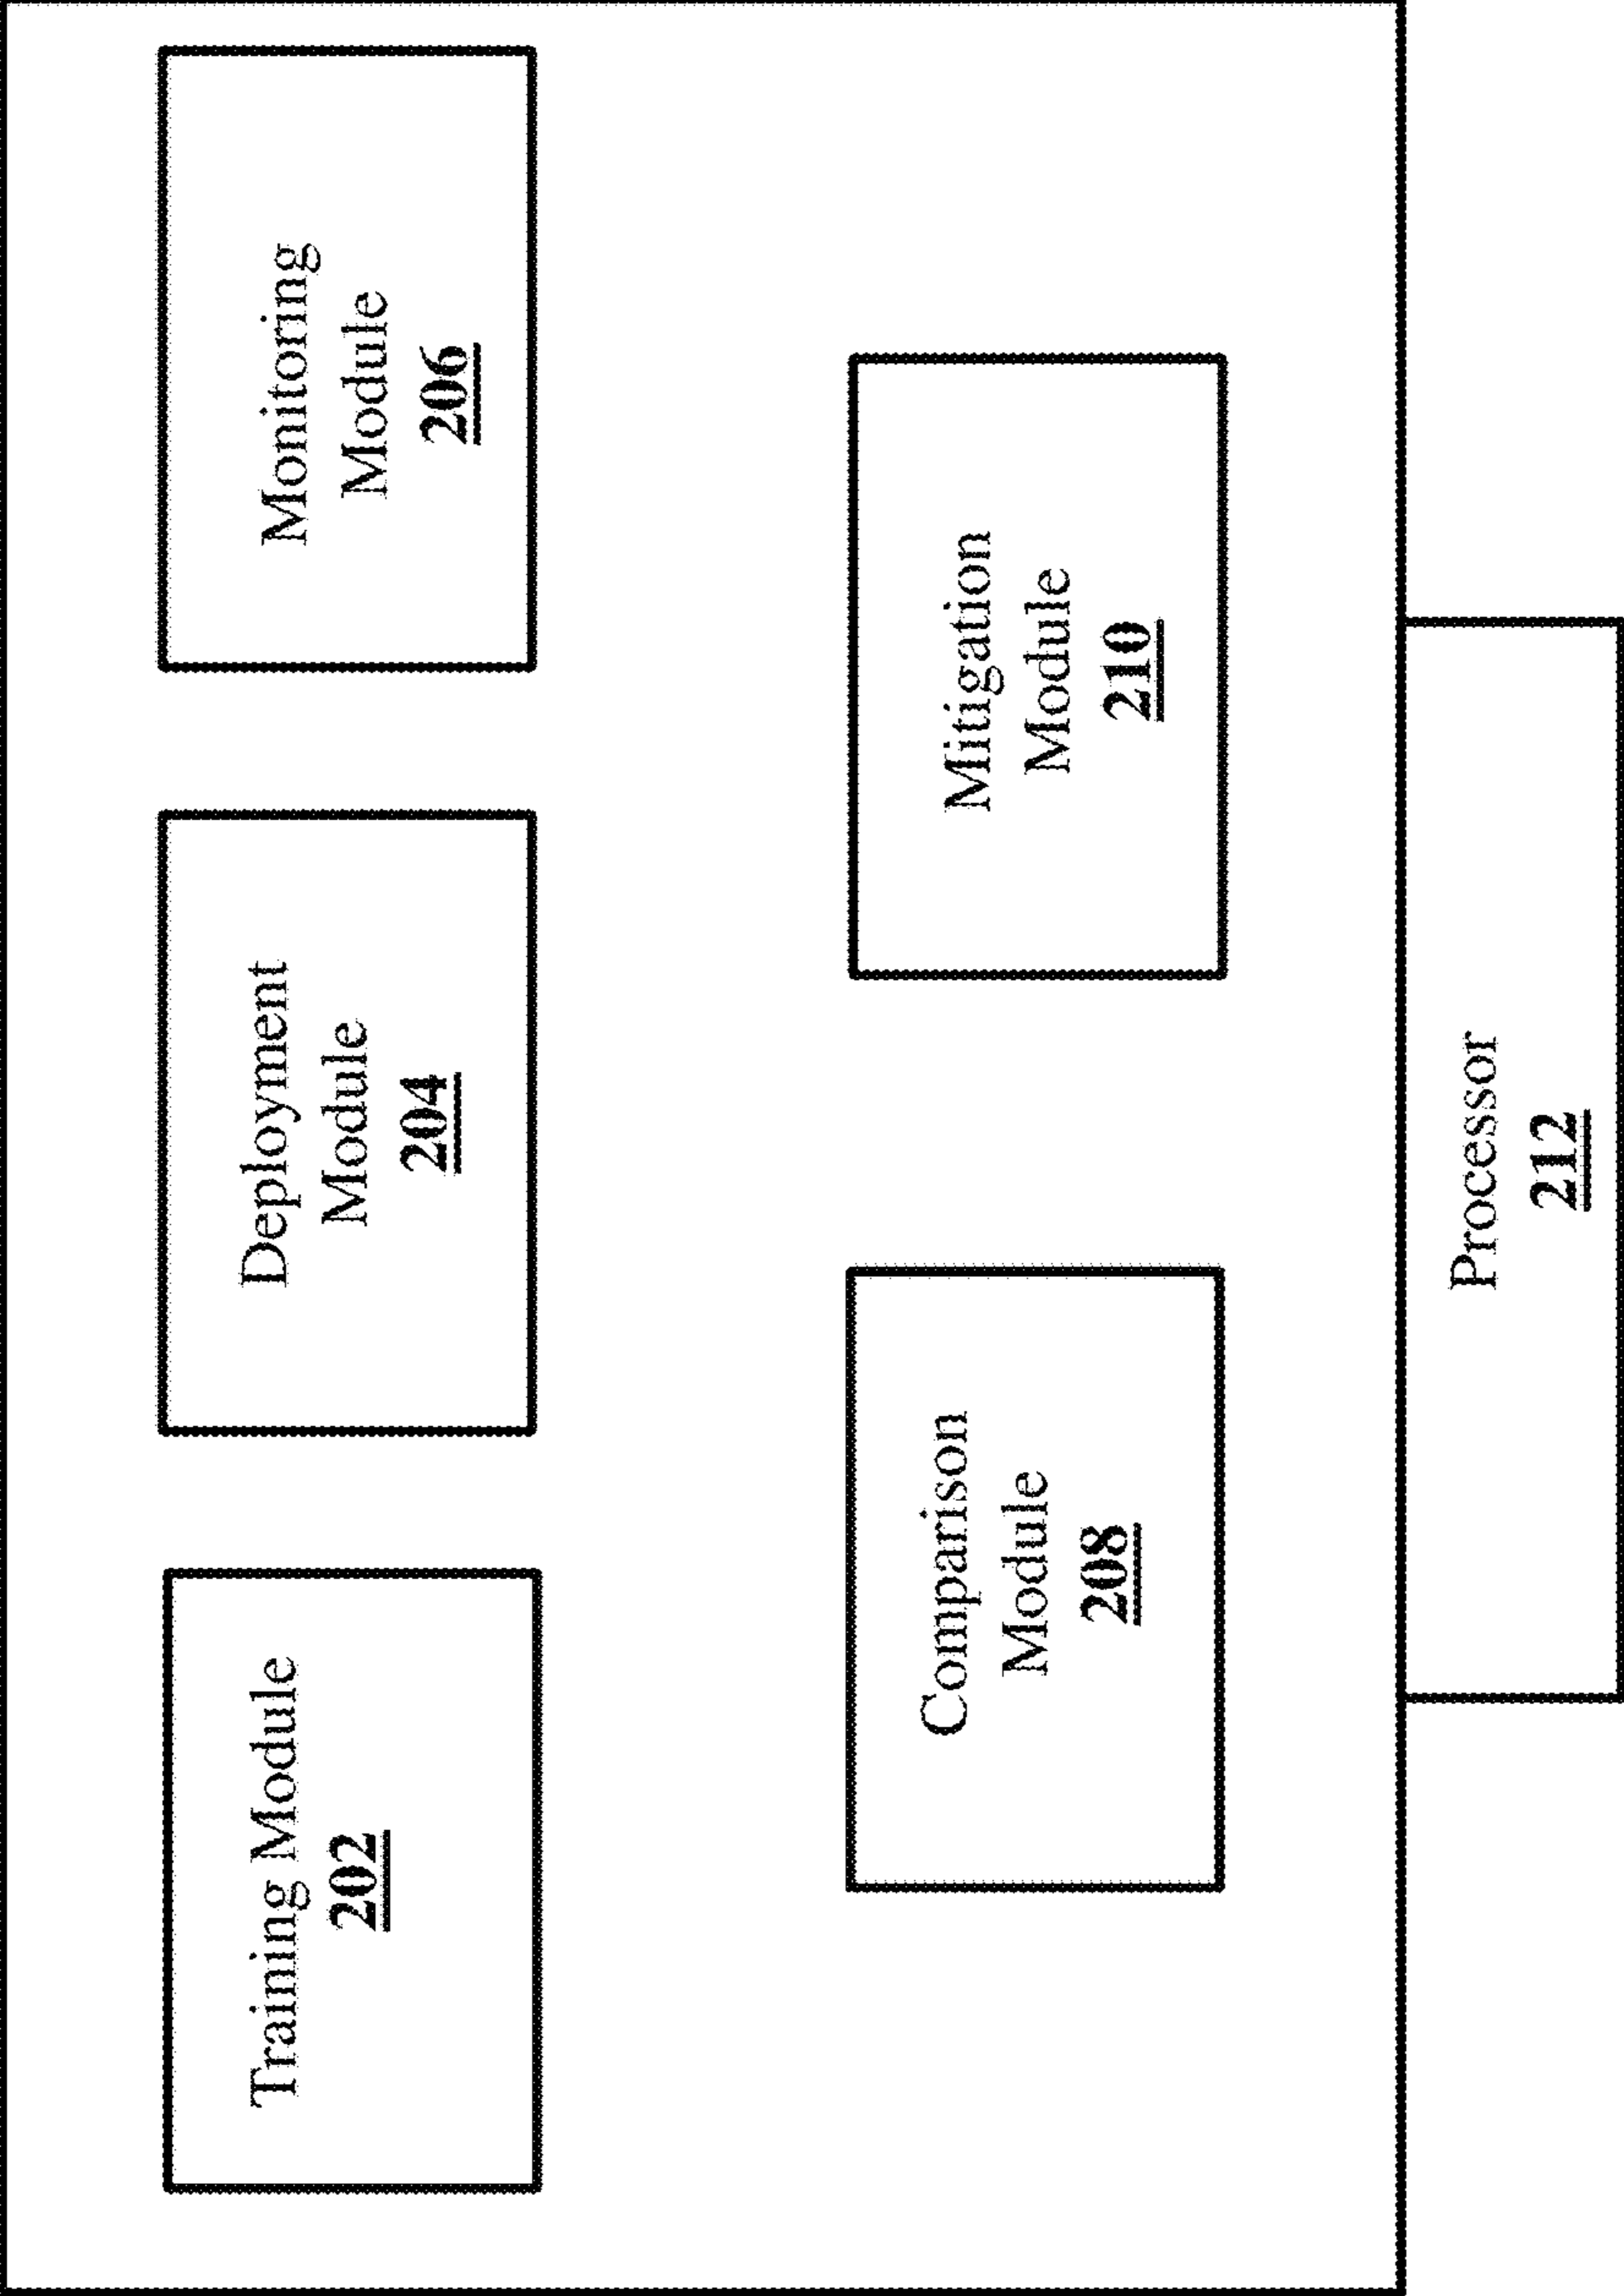 Training Module
202
Deployment
Module
204
Monitoring
Module
206
Comparison
Module
208
Mitigation
Module
210
Processor
212